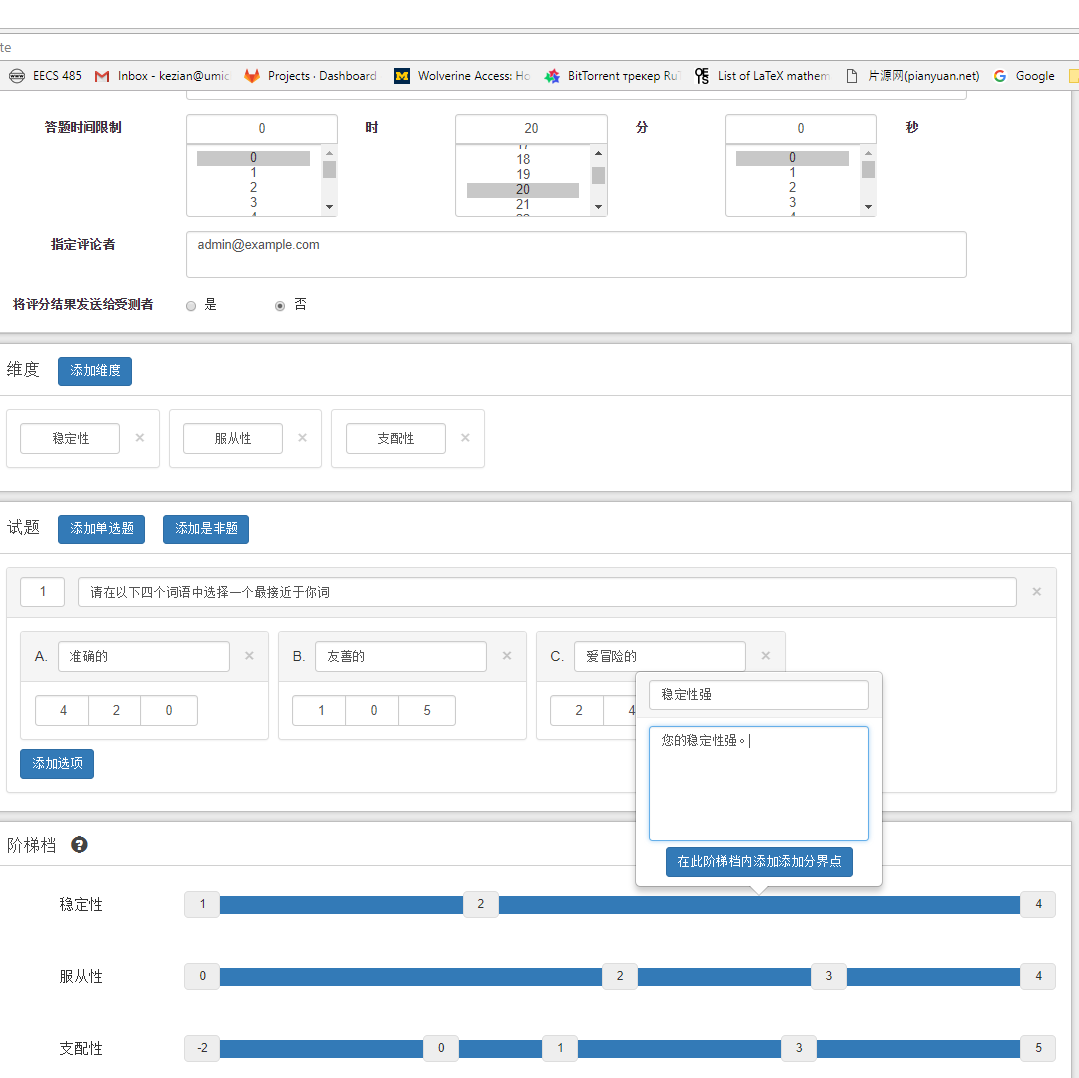 te
EECS 485 Inbox - kezian@umic Projects · Dashboard Wolverine Access: Ho BitTorrent трекер Ru List of LaTeX mathem 片源网(pianyuan.net) Google
答题时间限制 0 时 20 分 0 秒
0 18 0
1 19 1
2 20 2
3 21 3
指定评论者 admin@example.com
将评分结果发送给受测者 是 否
维度 添加维度
稳定性 × 服从性 × 支配性 ×
试题 添加单选题 添加是非题
1 请在以下四个词语中选择一个最接近于你词 ×
A. 准确的 × B. 友善的 × C. 爱冒险的 ×
4 2 0 1 0 5 2 4
稳定性强
您的稳定性强。
添加选项
在此阶梯档内添加添加分界点
阶梯档 ?
稳定性 1 2 4
服从性 0 2 3 4
支配性 -2 0 1 3 5